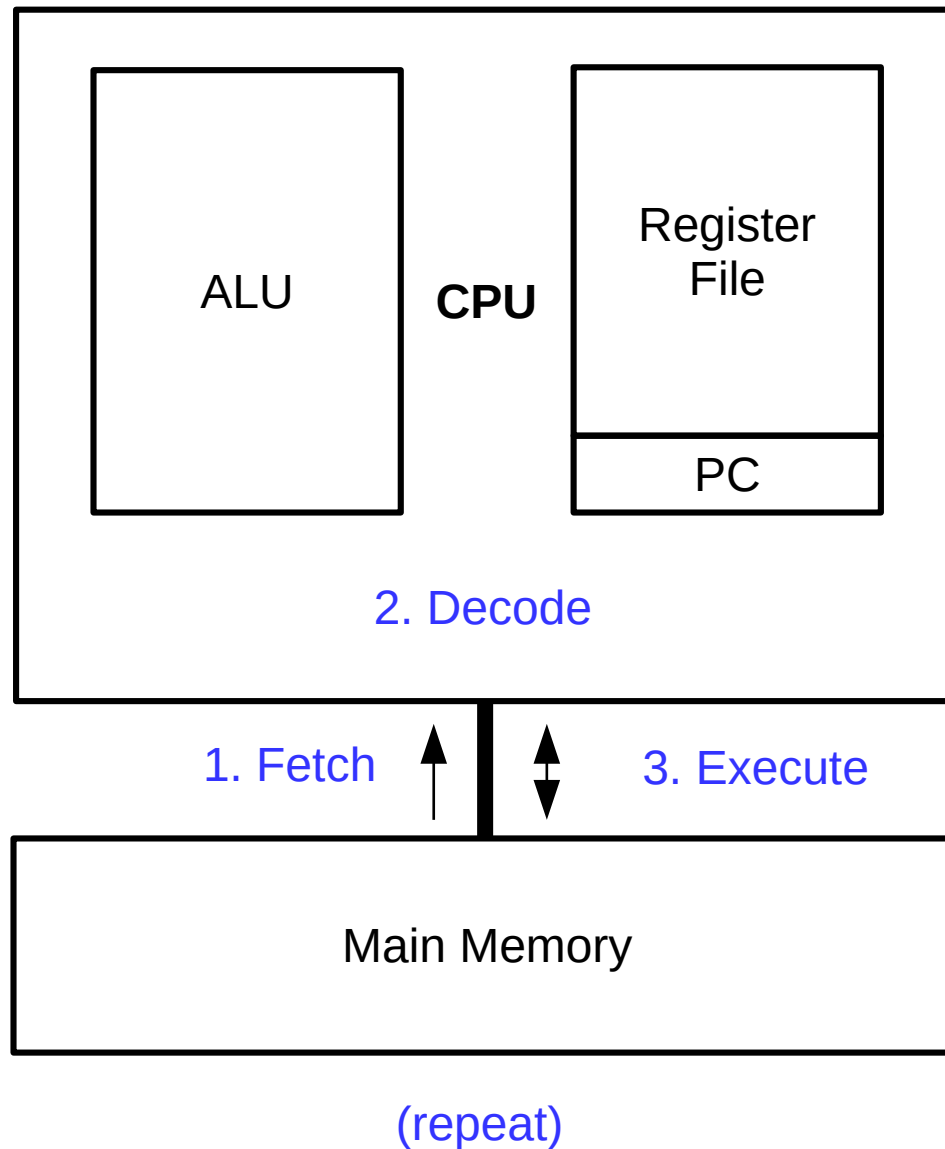 ALU
CPU
Register
File
PC
2. Decode
1. Fetch
3. Execute
Main Memory
(repeat)